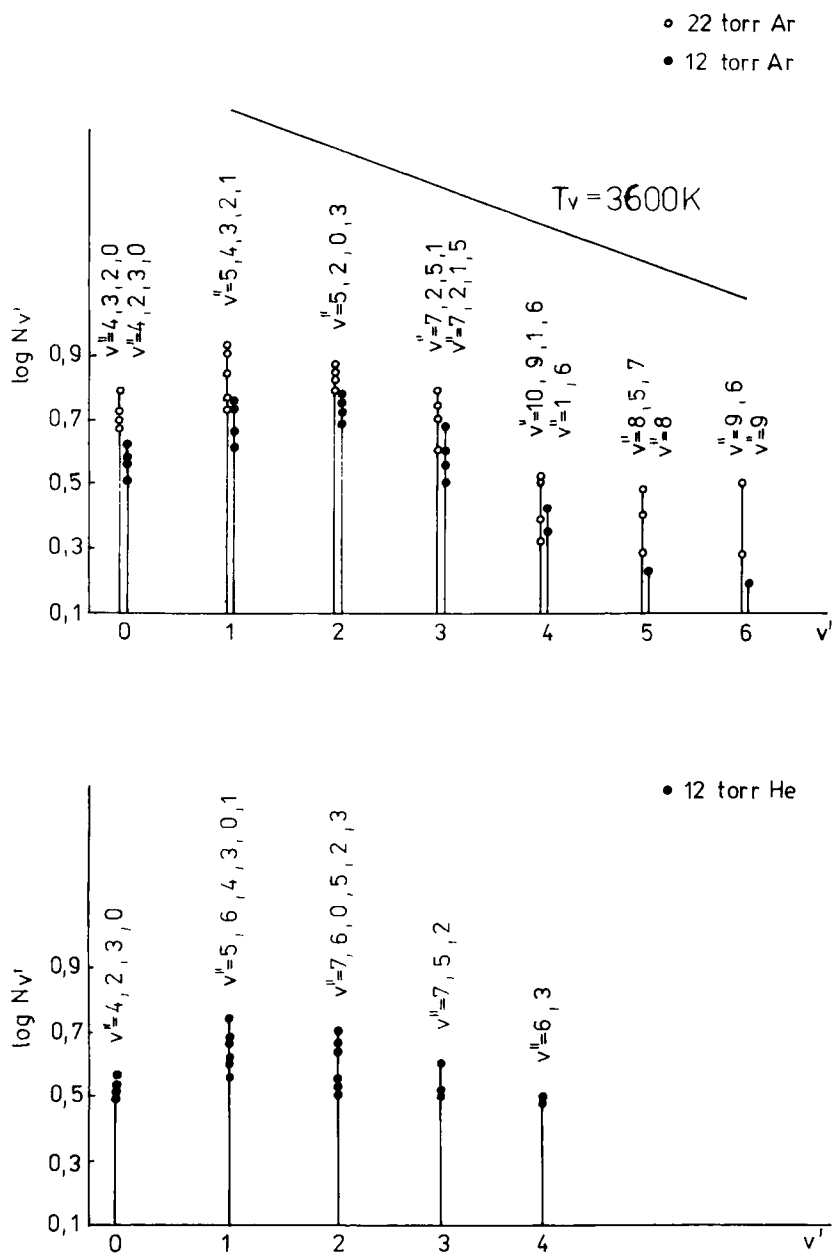 22 torr Ar
12 torr Ar
Tv = 3600K
v"=4, 3, 2, 0
v"=4, 2, 3, 0
v"=5, 4, 3, 2, 1
v"=5, 2, 0, 3
v"=7, 2, 5, 1
v"=7, 2, 1, 5
v"=10, 9, 1, 6
v"=1, 6
v"=8, 5, 7
v"=8
v"=9, 6
v"=9
log Nv'
0,9
0,7
0,5
0,3
0,1
0 1 2 3 4 5 6 v'
12 torr He
v"=4, 2, 3, 0
v"=5, 6, 4, 3, 0, 1
v"=7, 6, 0, 5, 2, 3
v"=7, 5, 2
v"=6, 3
log Nv'
0,9
0,7
0,5
0,3
0,1
0 1 2 3 4 v'